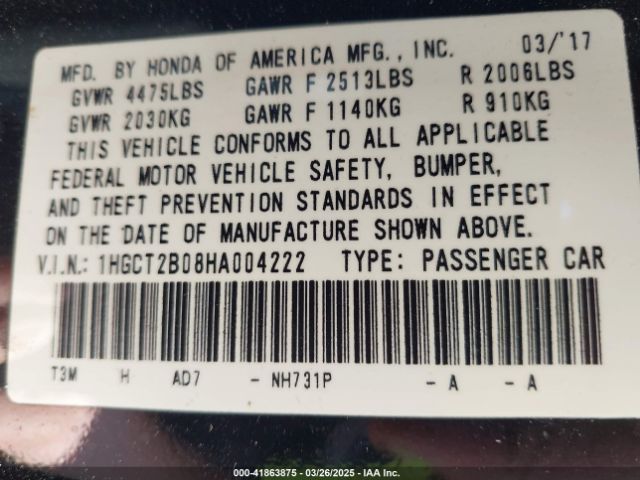 MFD. BY HONDA OF AMERICA MFG., INC. 03/'17
GVWR 4475LBS GAWR F 2513LBS R 2006LBS
GVWR 2030KG GAWR F 1140KG R 910KG
THIS VEHICLE CONFORMS TO ALL APPLICABLE
FEDERAL MOTOR VEHICLE SAFETY, BUMPER,
AND THEFT PREVENTION STANDARDS IN EFFECT
ON THE DATE OF MANUFACTURE SHOWN ABOVE.
V.I.N.: 1HGCT2B08HA004222 TYPE: PASSENGER CAR
T3M H AD7 - NH731P - A - A
000-41863875 - 03/26/2025 - IAA Inc.